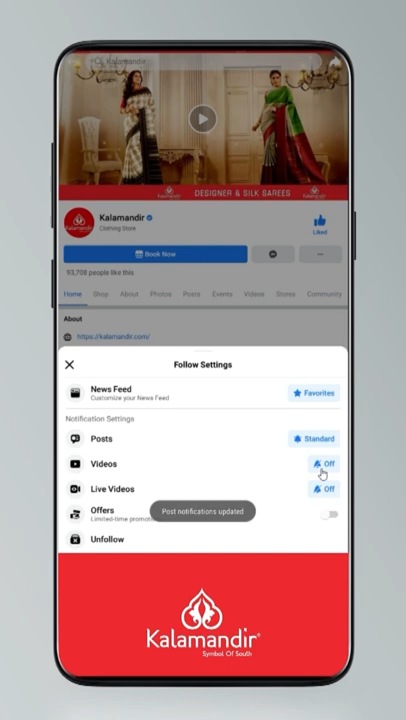 Kalamandir
DESIGNER & SILK SAREES
Kalamandir
Clothing Store
Liked
Book Now
93,708 people like this
Home Shop About Photos Posts Events Videos Stores Community
About
https://kalamandir.com/
Follow Settings
News Feed
Customize your News Feed
Favorites
Notification Settings
Posts
Standard
Videos
Off
Live Videos
Off
Offers
Limited-time
Post notifications updated
Unfollow
Kalamandir
Symbol Of South